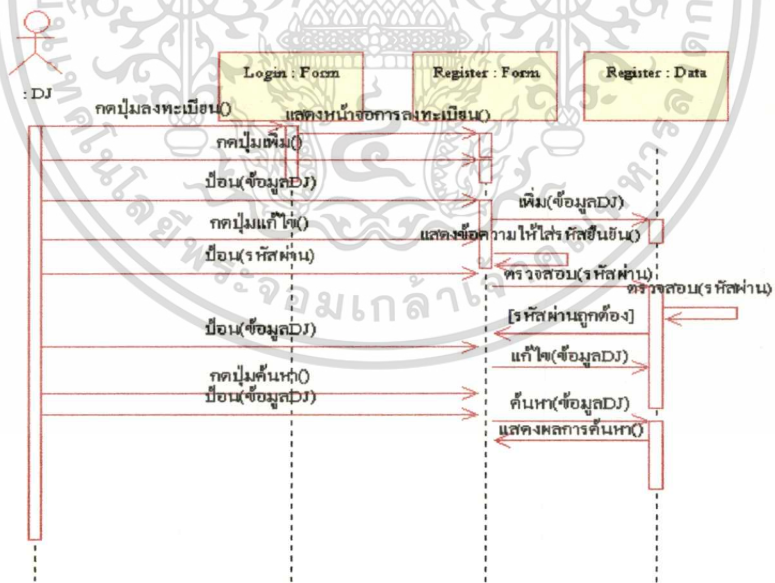 Login : Form
Register : Form
Register : Data
: DJ
กดปุ่มลงทะเบียน()
แสดงหน้าจอการลงทะเบียน()
กดปุ่มเพิ่ม()
ป้อน(ข้อมูลDJ)
เพิ่ม(ข้อมูลDJ)
กดปุ่มแก้ไข()
แสดงข้อความให้ใส่รหัสยืนยัน()
ป้อน(รหัสผ่าน)
ตรวจสอบ(รหัสผ่าน)
ตรวจสอบ(รหัสผ่าน)
[รหัสผ่านถูกต้อง]
ป้อน(ข้อมูลDJ)
แก้ไข(ข้อมูลDJ)
กดปุ่มค้นหา()
ป้อน(ข้อมูลDJ)
ค้นหา(ข้อมูลDJ)
แสดงผลการค้นหา()